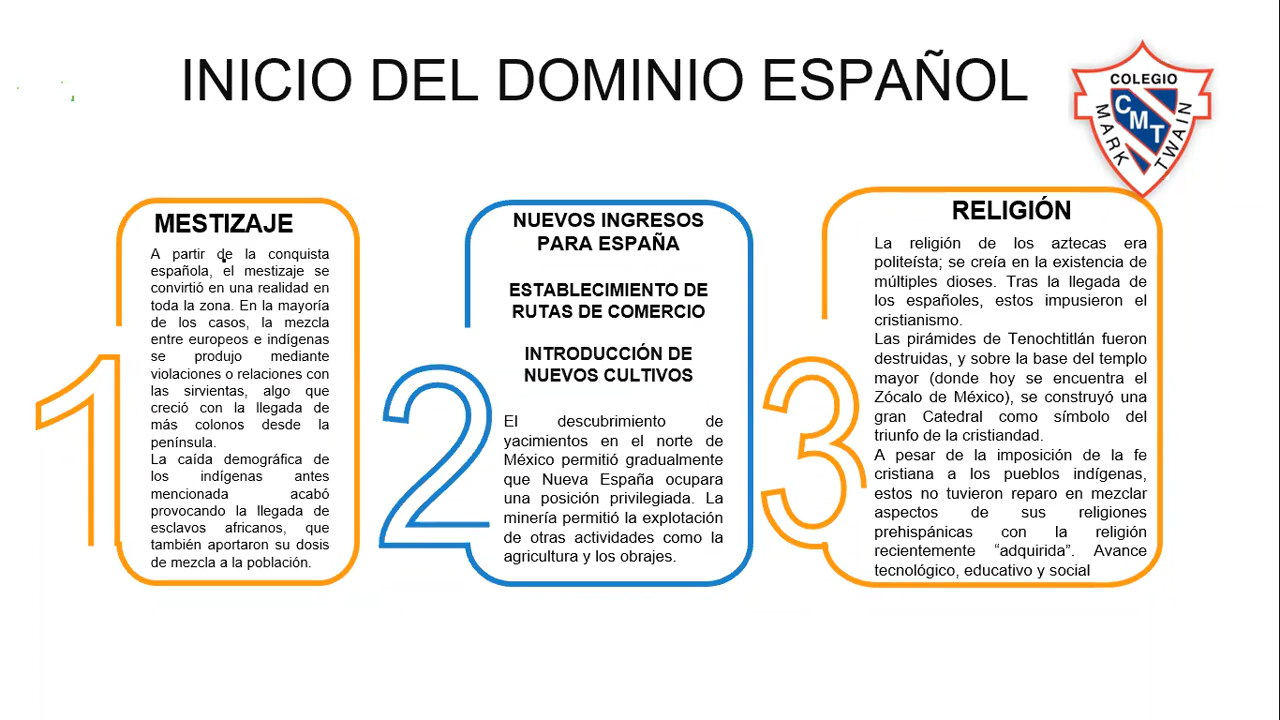 INICIO DEL DOMINIO ESPAÑOL
COLEGIO
MARK
TWAIN
CMT
1
MESTIZAJE
A partir de la conquista
española, el mestizaje se
convirtió en una realidad en
toda la zona. En la mayoría
de los casos, la mezcla
entre europeos e indígenas
se produjo mediante
violaciones o relaciones con
las sirvientas, algo que
creció con la llegada de
más colonos desde la
península.
La caída demográfica de
los indígenas antes
mencionada acabó
provocando la llegada de
esclavos africanos, que
también aportaron su dosis
de mezcla a la población.
2
NUEVOS INGRESOS
PARA ESPAÑA
ESTABLECIMIENTO DE
RUTAS DE COMERCIO
INTRODUCCIÓN DE
NUEVOS CULTIVOS
El descubrimiento de
yacimientos en el norte de
México permitió gradualmente
que Nueva España ocupara
una posición privilegiada. La
minería permitió la explotación
de otras actividades como la
agricultura y los obrajes.
3
RELIGIÓN
La religión de los aztecas era
politeísta; se creía en la existencia de
múltiples dioses. Tras la llegada de
los españoles, estos impusieron el
cristianismo.
Las pirámides de Tenochtitlán fueron
destruidas, y sobre la base del templo
mayor (donde hoy se encuentra el
Zócalo de México), se construyó una
gran Catedral como símbolo del
triunfo de la cristiandad.
A pesar de la imposición de la fe
cristiana a los pueblos indígenas,
estos no tuvieron reparo en mezclar
aspectos de sus religiones
prehispánicas con la religión
recientemente “adquirida”. Avance
tecnológico, educativo y social